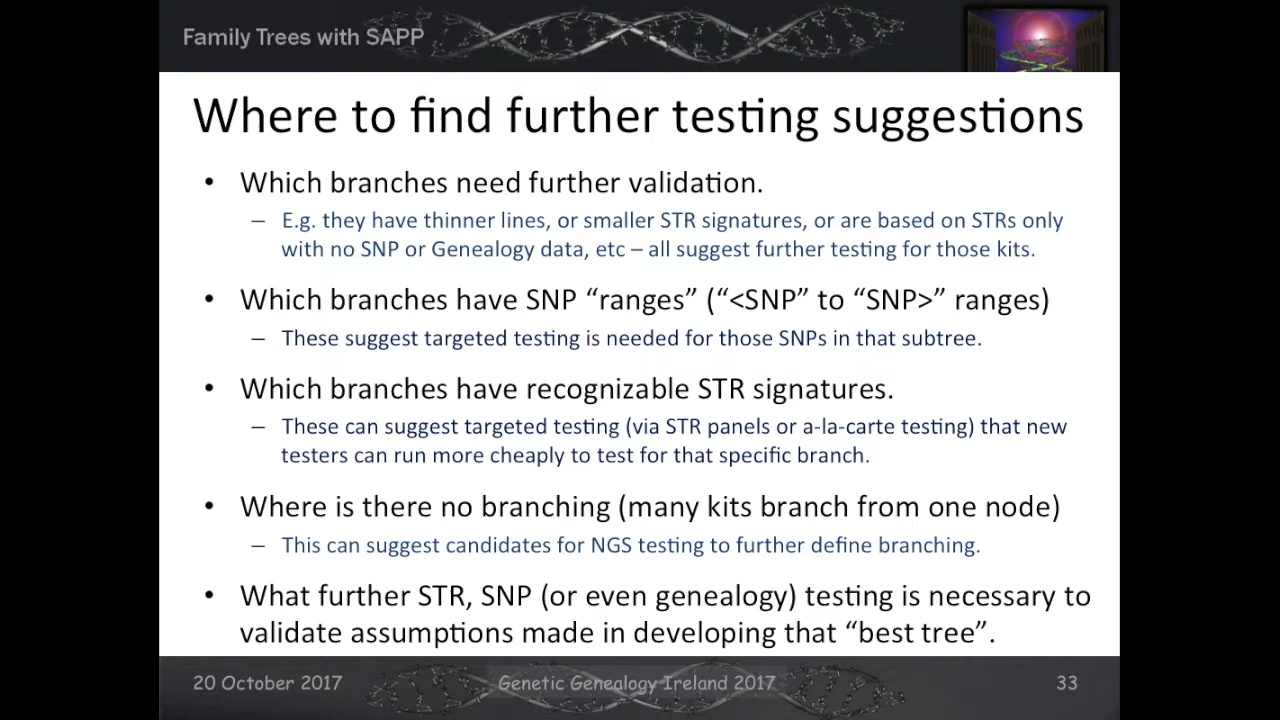 Family Trees with SAPP
Where to find further testing suggestions
• Which branches need further validation.
– E.g. they have thinner lines, or smaller STR signatures, or are based on STRs only
with no SNP or Genealogy data, etc – all suggest further testing for those kits.
• Which branches have SNP “ranges” (“<SNP” to “SNP>” ranges)
– These suggest targeted testing is needed for those SNPs in that subtree.
• Which branches have recognizable STR signatures.
– These can suggest targeted testing (via STR panels or a-la-carte testing) that new
testers can run more cheaply to test for that specific branch.
• Where is there no branching (many kits branch from one node)
– This can suggest candidates for NGS testing to further define branching.
• What further STR, SNP (or even genealogy) testing is necessary to
validate assumptions made in developing that “best tree”.
20 October 2017 Genetic Genealogy Ireland 2017 33